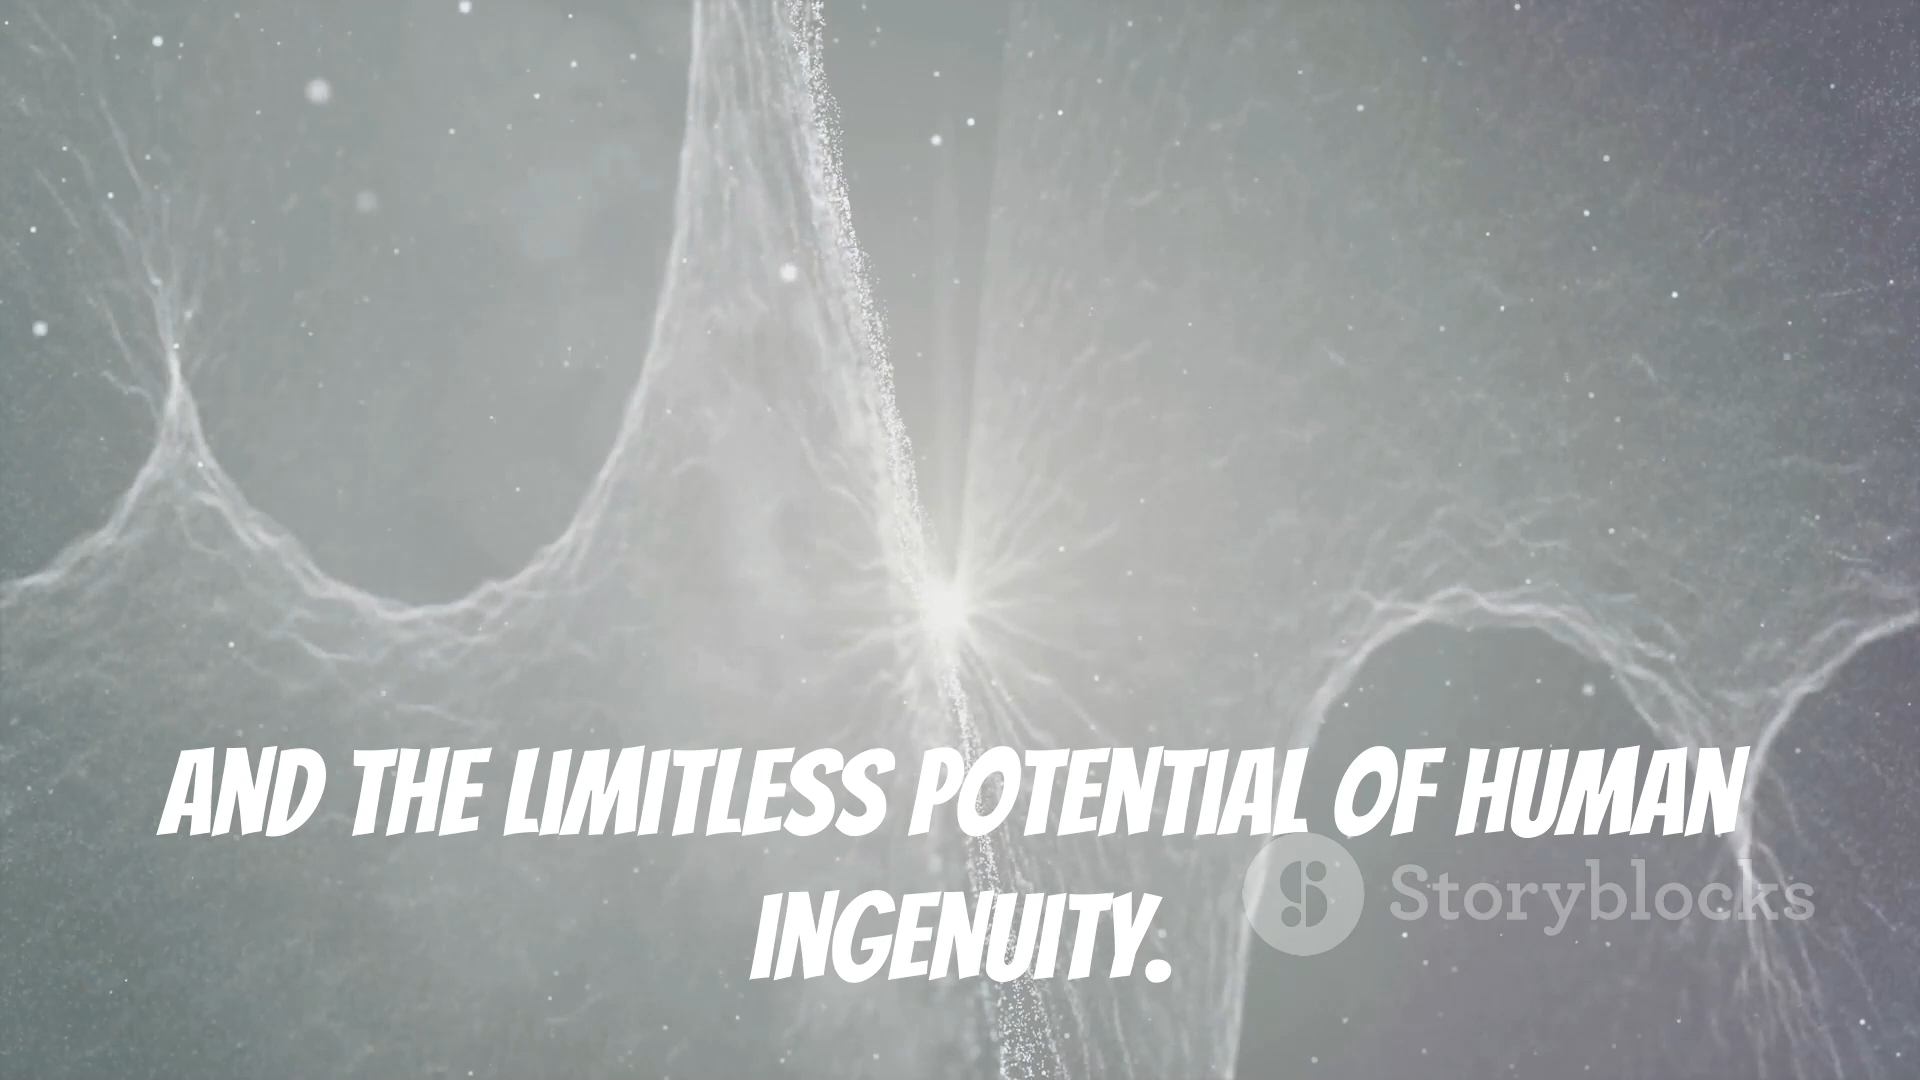 AND THE LIMITLESS POTENTIAL OF HUMAN
INGENUITY.
Storyblocks